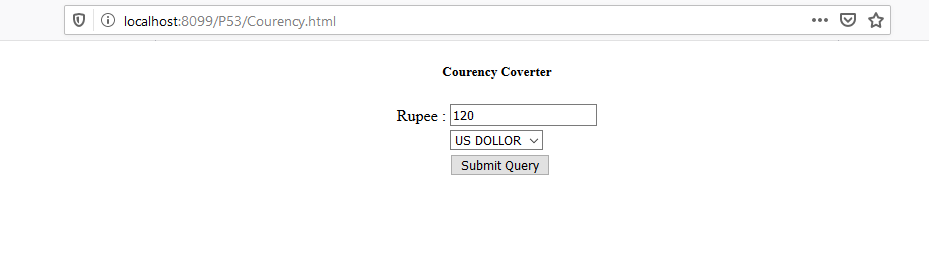 localhost:8099/P53/Courency.html
Courency Coverter
Rupee : 120
US DOLLOR
Submit Query